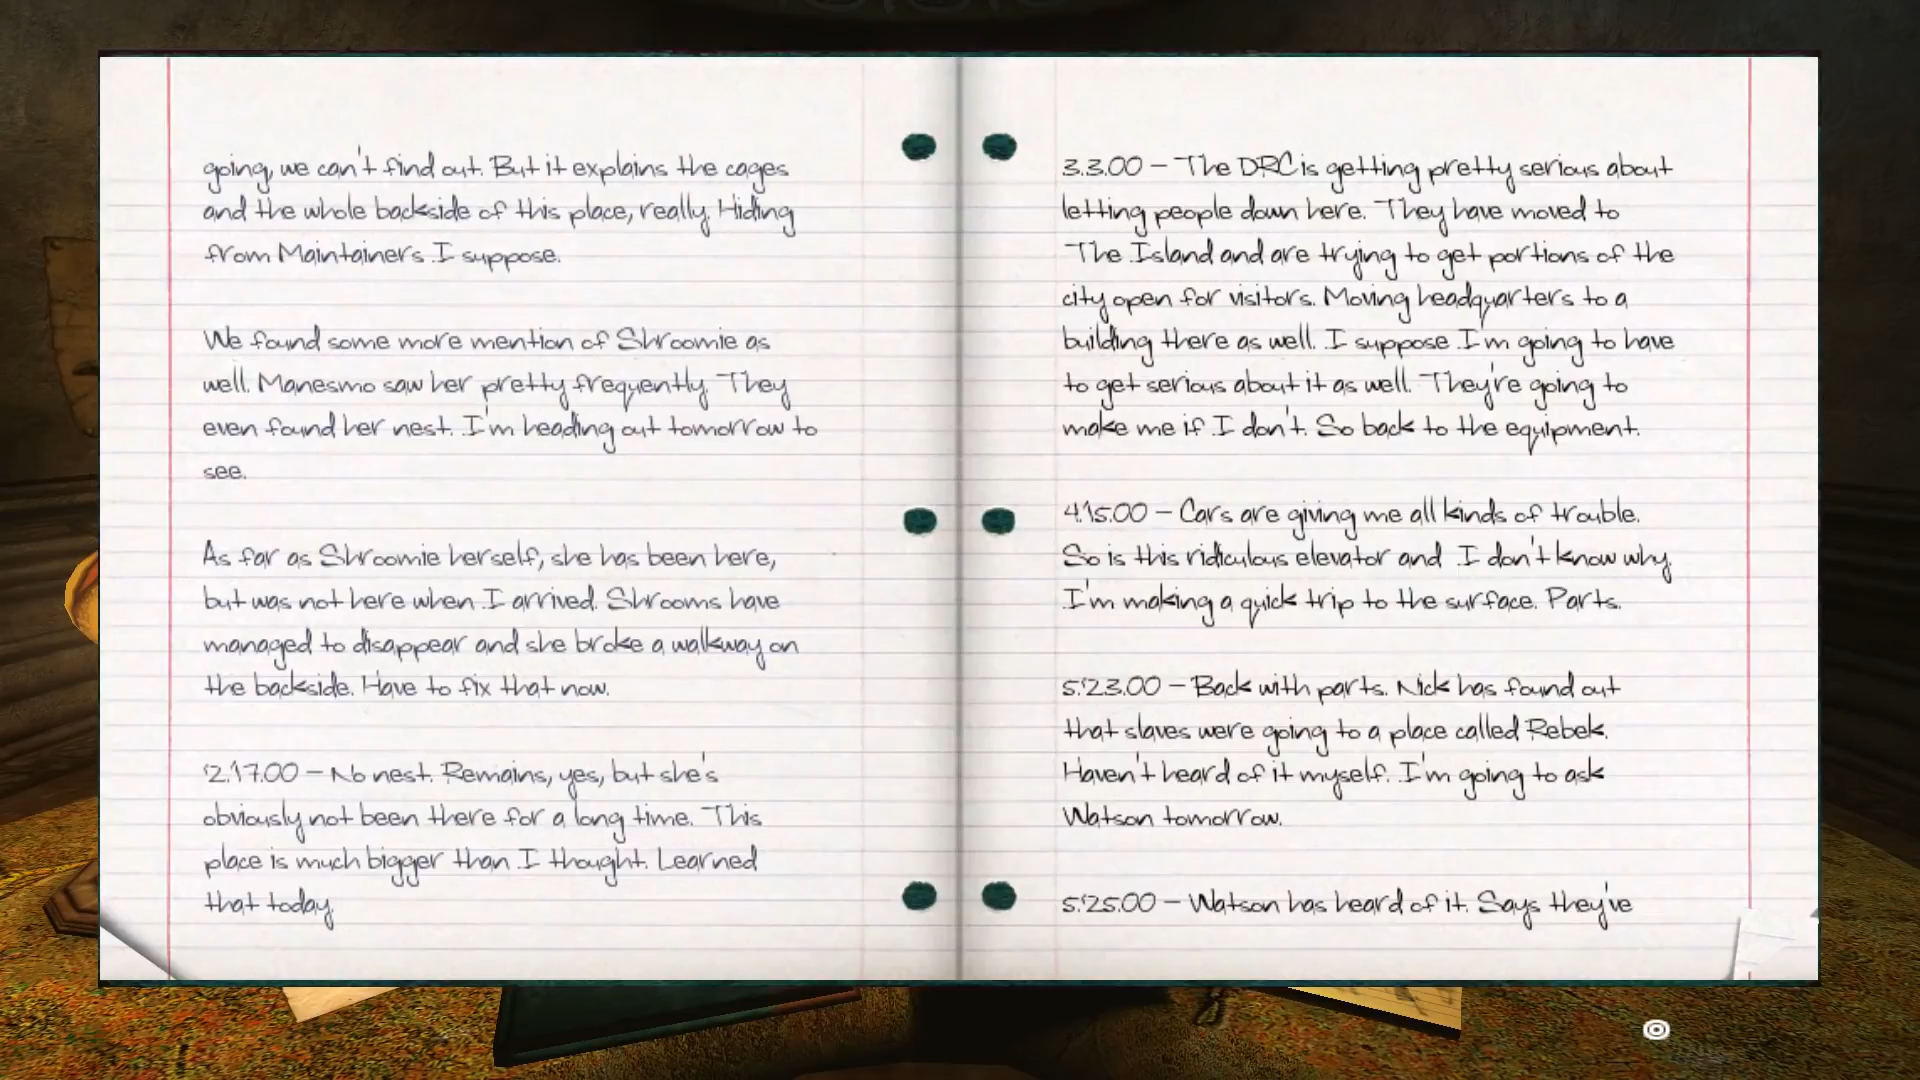 going, we can't find out. But it explains the cages
and the whole backside of this place, really. Hiding
from Maintainers I suppose.
We found some more mention of Shroomie as
well. Manesmo saw her pretty frequently. They
even found her nest. I'm heading out tomorrow to
see.
As far as Shroomie herself, she has been here,
but was not here when I arrived. Shrooms have
managed to disappear and she broke a walkway on
the backside. Have to fix that now.
2.17.00 – No nest. Remains, yes, but she's
obviously not been there for a long time. This
place is much bigger than I thought. Learned
that today.
3.3.00 – The DRC is getting pretty serious about
letting people down here. They have moved to
The Island and are trying to get portions of the
city open for visitors. Moving headquarters to a
building there as well. I suppose I'm going to have
to get serious about it as well. They're going to
make me if I don't. So back to the equipment.
4.15.00 – Cars are giving me all kinds of trouble.
So is this ridiculous elevator and I don't know why.
I'm making a quick trip to the surface. Parts.
5.23.00 – Back with parts. Nick has found out
that slaves were going to a place called Rebek.
Haven't heard of it myself. I'm going to ask
Watson tomorrow.
5.25.00 – Watson has heard of it. Says they've